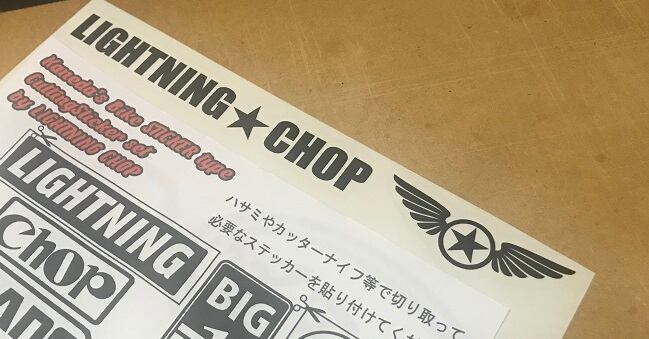 LIGHTNING★CHOP
Kameda's Bike STICKER type
CuttingSticker set
by LIGHTNING CHOP
LIGHTNING
Chop
BIG
ハサミやカッターナイフ等で切り取って
必要なステッカーを貼り付けてくだ